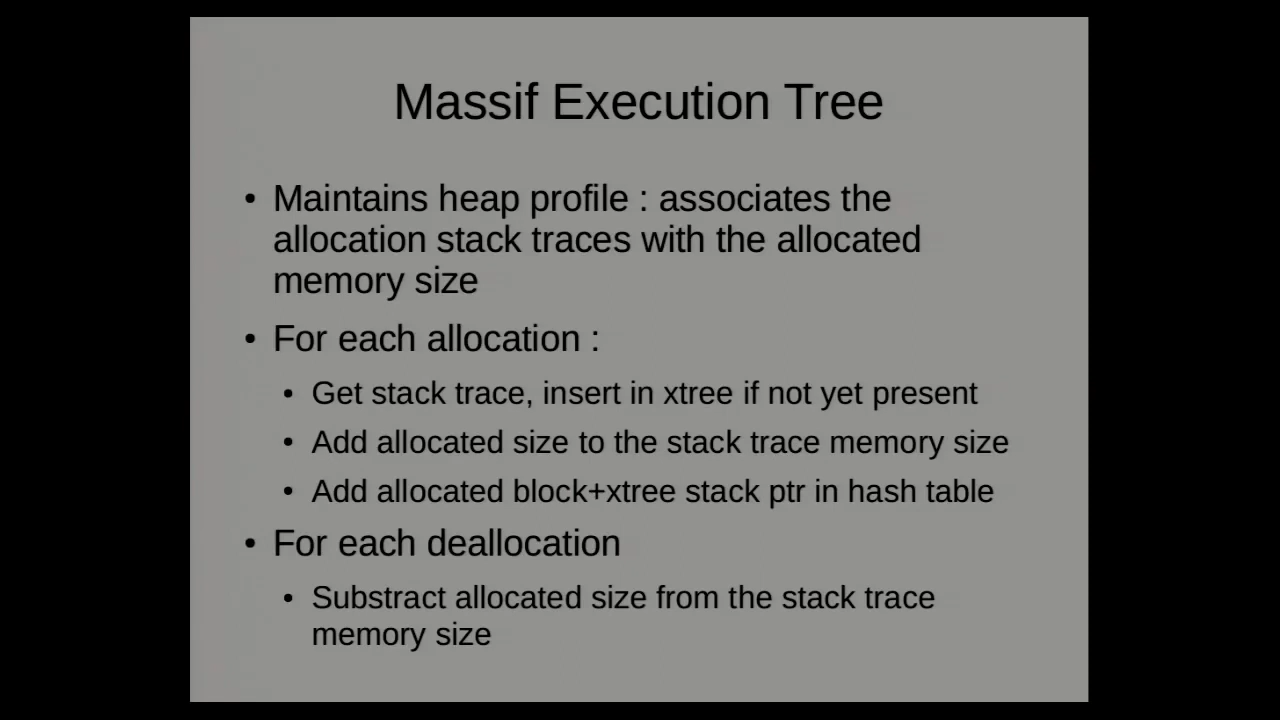 Massif Execution Tree
• Maintains heap profile : associates the
allocation stack traces with the allocated
memory size
• For each allocation :
• Get stack trace, insert in xtree if not yet present
• Add allocated size to the stack trace memory size
• Add allocated block+xtree stack ptr in hash table
• For each deallocation
• Substract allocated size from the stack trace
memory size